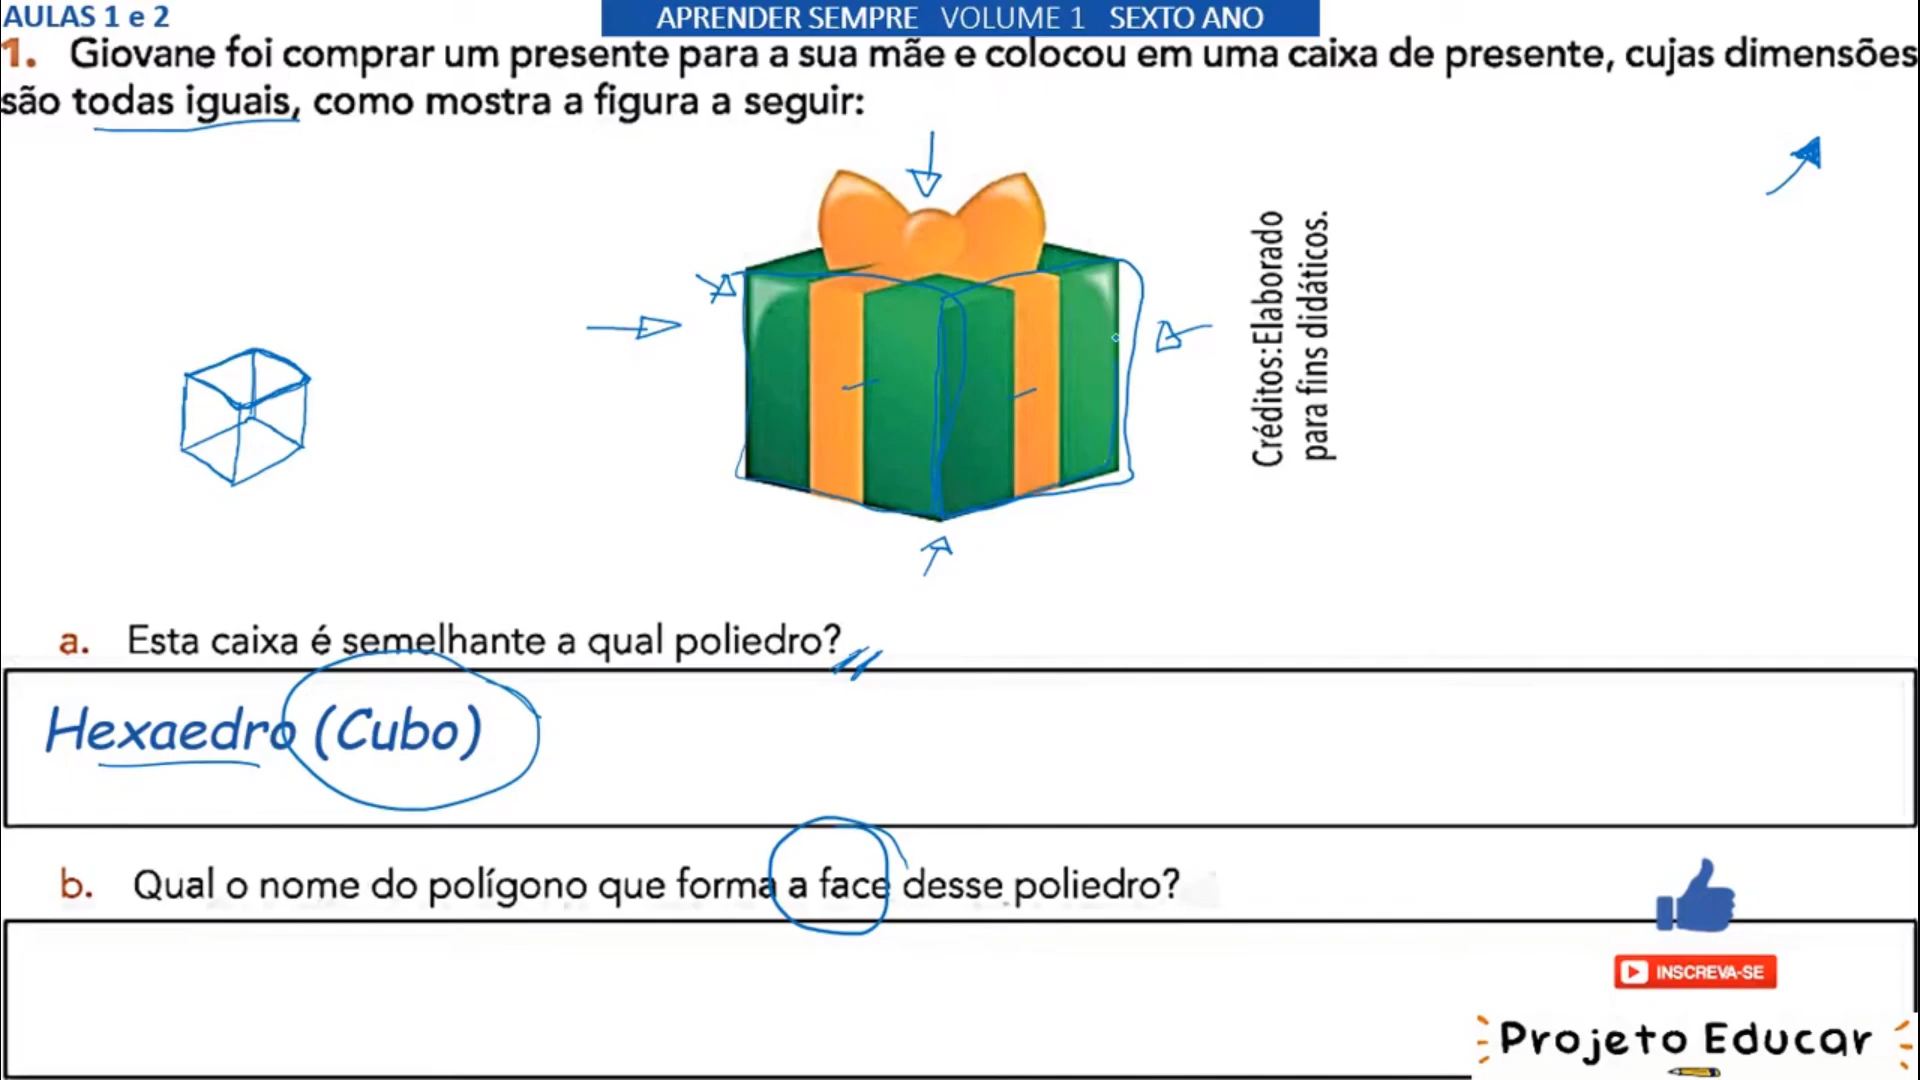 AULAS 1 e 2
APRENDER SEMPRE VOLUME 1 SEXTO ANO
1. Giovane foi comprar um presente para a sua mãe e colocou em uma caixa de presente, cujas dimensões
são todas iguais, como mostra a figura a seguir:
Créditos:Elaborado
para fins didáticos.
a. Esta caixa é semelhante a qual poliedro?
Hexaedro (Cubo)
b. Qual o nome do polígono que forma a face desse poliedro?
INSCREVA-SE
Projeto Educar